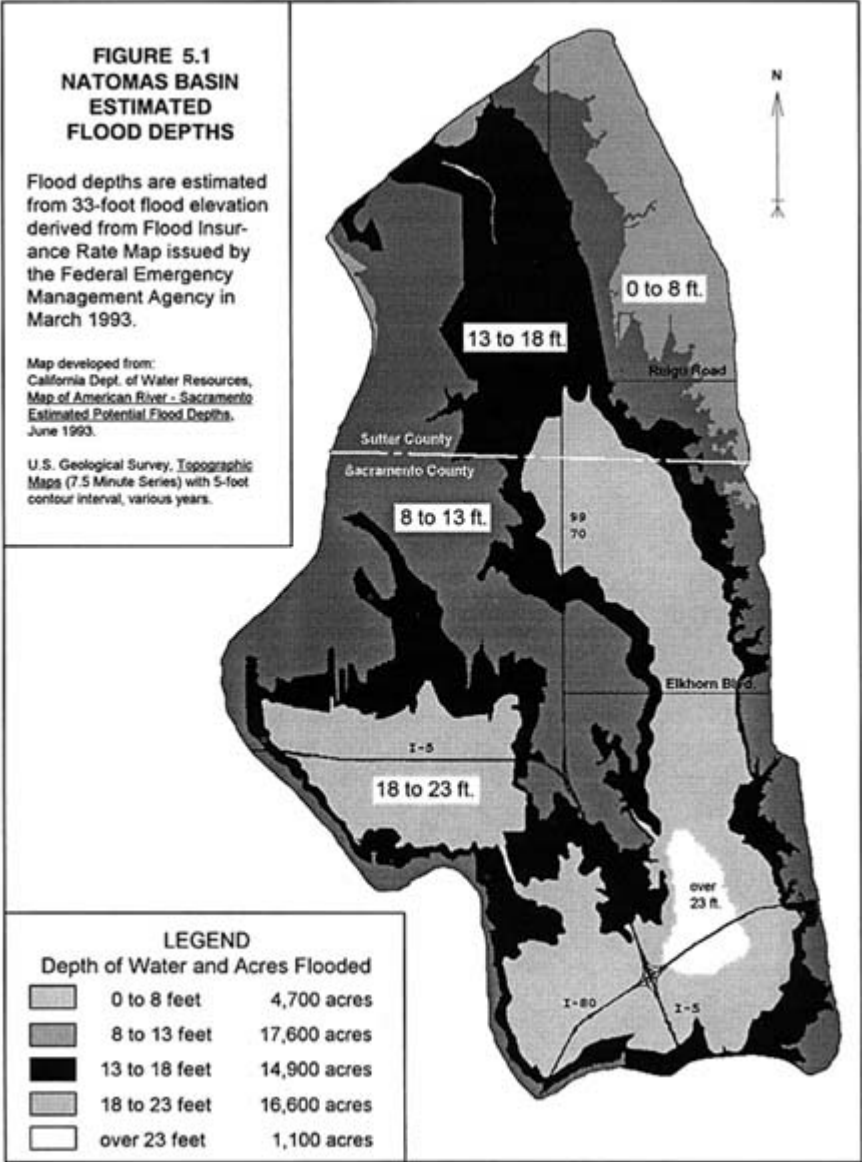 FIGURE 5.1
NATOMAS BASIN
ESTIMATED
FLOOD DEPTHS
Flood depths are estimated
from 33-foot flood elevation
derived from Flood Insur-
ance Rate Map issued by
the Federal Emergency
Management Agency in
March 1993.
Map developed from:
California Dept. of Water Resources,
Map of American River - Sacramento
Estimated Potential Flood Depths,
June 1993.
U.S. Geological Survey, Topographic
Maps (7.5 Minute Series) with 5-foot
contour interval, various years.
N
0 to 8 ft.
13 to 18 ft.
Road
Sutter County
Sacramento County
8 to 13 ft.
99
70
Elkhorn Blvd.
I-5
18 to 23 ft.
over
23 ft.
I-80
I-5
LEGEND
Depth of Water and Acres Flooded
0 to 8 feet 4,700 acres
8 to 13 feet 17,600 acres
13 to 18 feet 14,900 acres
18 to 23 feet 16,600 acres
over 23 feet 1,100 acres